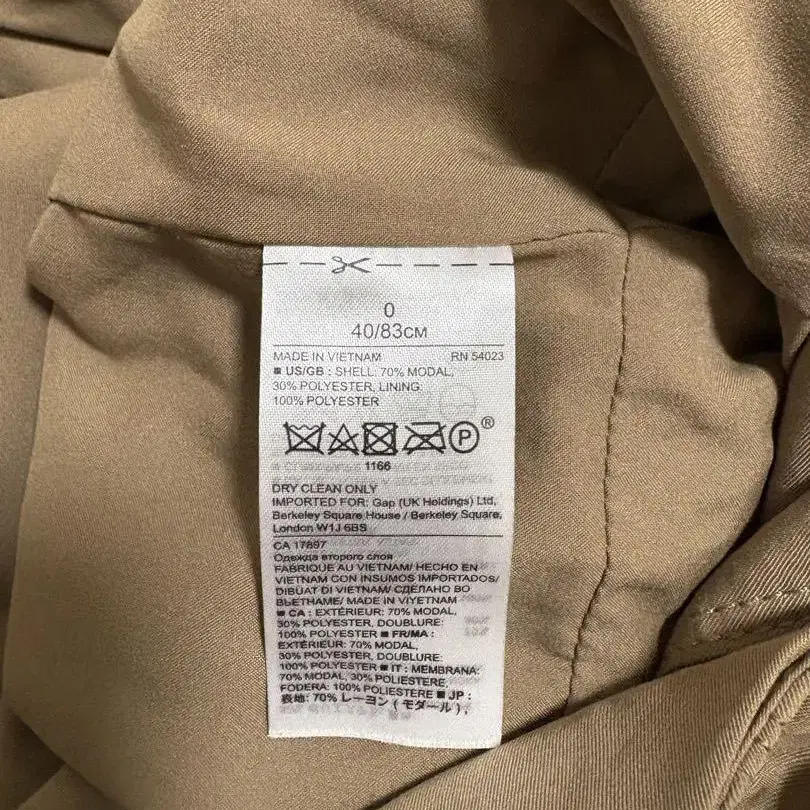 0
40/83CM
MADE IN VIETNAM RN 54023
■ US/GB : SHELL: 70% MODAL,
30% POLYESTER, LINING:
100% POLYESTER
P®
1166
DRY CLEAN ONLY
IMPORTED FOR: Gap (UK Holdings) Ltd,
Berkeley Square House / Berkeley Square,
London W1J 6BS
CA 17897
Одежда второго слоя
FABRIQUE AU VIETNAM/ HECHO EN
VIETNAM CON INSUMOS IMPORTADOS/
DIBUAT DI VIETNAM/ СДЕЛАНО ВО
ВЬЕТНАМЕ/ MADE IN VIYETNAM
■ CA : EXTÉRIEUR: 70% MODAL,
30% POLYESTER, DOUBLURE:
100% POLYESTER ■ FR/MA :
EXTÉRIEUR: 70% MODAL,
30% POLYESTER, DOUBLURE:
100% POLYESTER ■ IT : MEMBRANA:
70% MODAL, 30% POLIESTERE,
FODERA: 100% POLIESTERE ■ JP :
表地: 70% レーヨン ( モダール ),